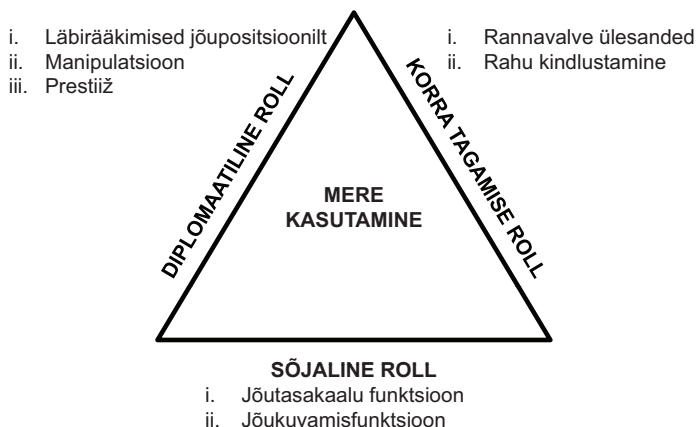 i. Läbirääkimised jõupositsioonilt
ii. Manipulatsioon
iii. Prestiiž
i. Rannavalve ülesanded
ii. Rahu kindlustamine
DIPLOMAATILINE ROLL
KORRA TAGAMISE ROLL
MERE
KASUTAMINE
SÕJALINE ROLL
i. Jõutasakaalu funktsioon
ii. Jõukuvamisfunktsioon